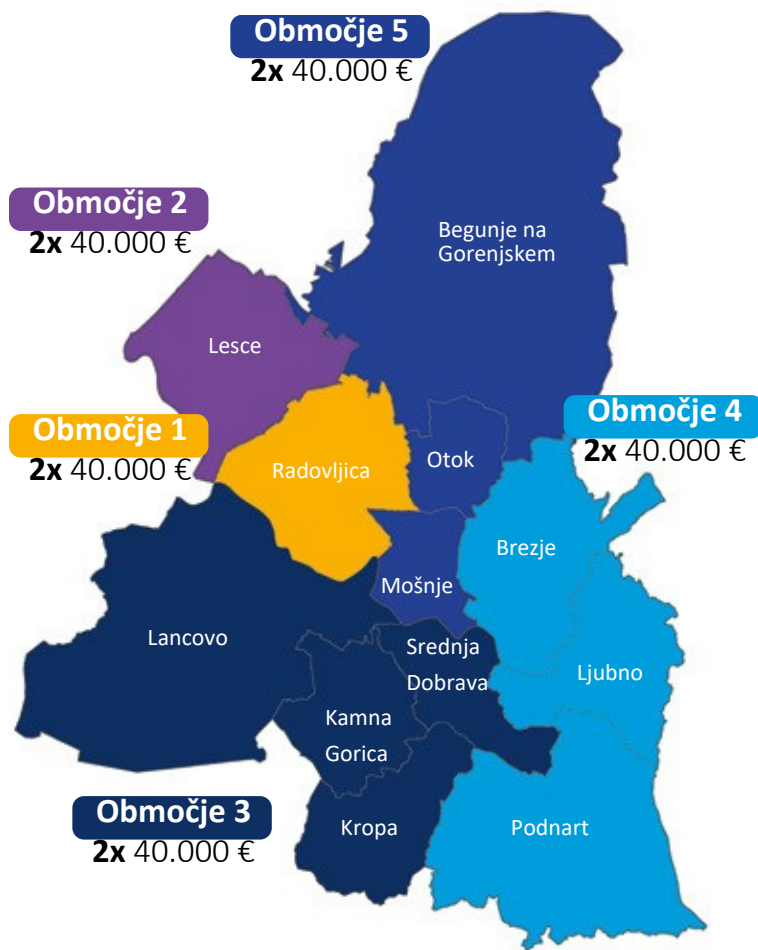 Območje 5
2x 40.000 €
Območje 2
2x 40.000 €
Begunje na
Gorenjskem
Lesce
Območje 4
2x 40.000 €
Območje 1
2x 40.000 €
Radovljica
Otok
Brezje
Mošnje
Lancovo
Srednja
Dobrava
Ljubno
Kamna
Gorica
Območje 3
2x 40.000 €
Kropa
Podnart